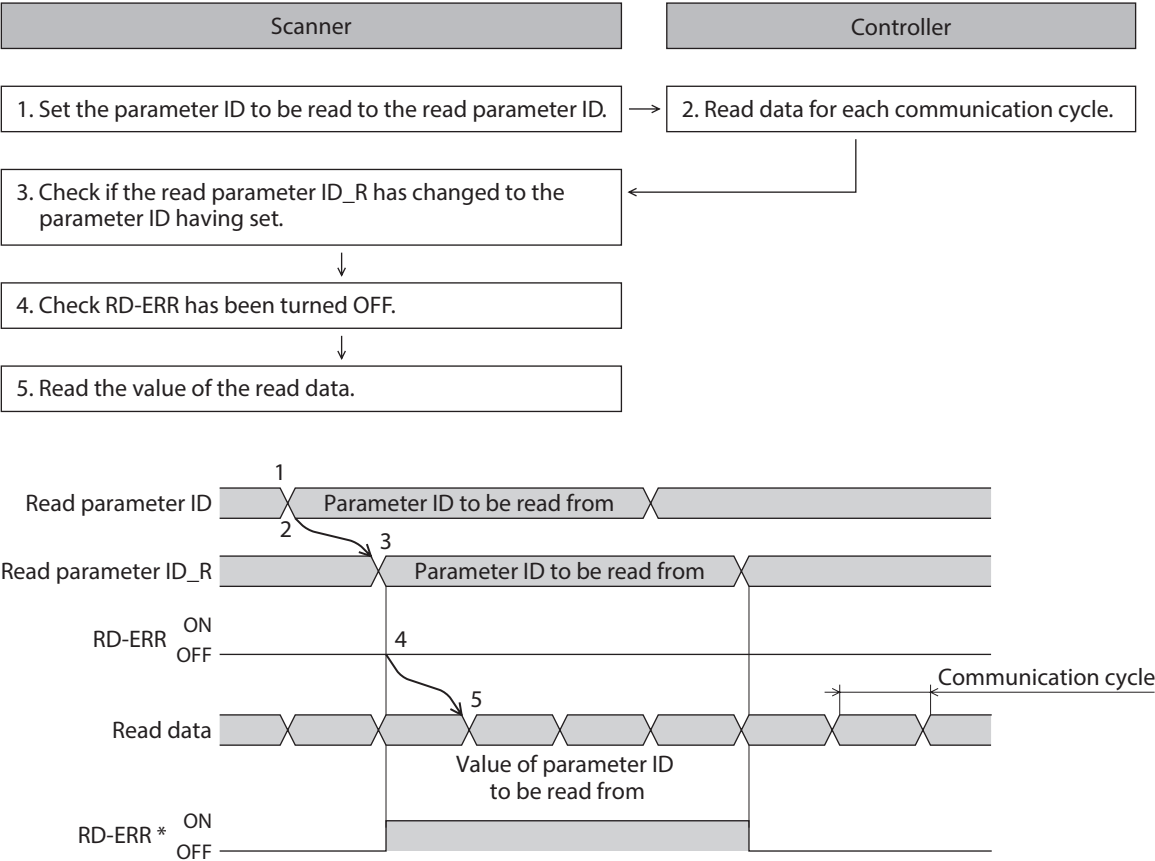 Scanner
Controller
1. Set the parameter ID to be read to the read parameter ID.
2. Read data for each communication cycle.
3. Check if the read parameter ID_R has changed to the
parameter ID having set.
4. Check RD-ERR has been turned OFF.
5. Read the value of the read data.
1
Read parameter ID
Parameter ID to be read from
2
3
Read parameter ID_R
Parameter ID to be read from
RD-ERR
ON
OFF
4
Communication cycle
5
Read data
Value of parameter ID
to be read from
RD-ERR *
ON
OFF